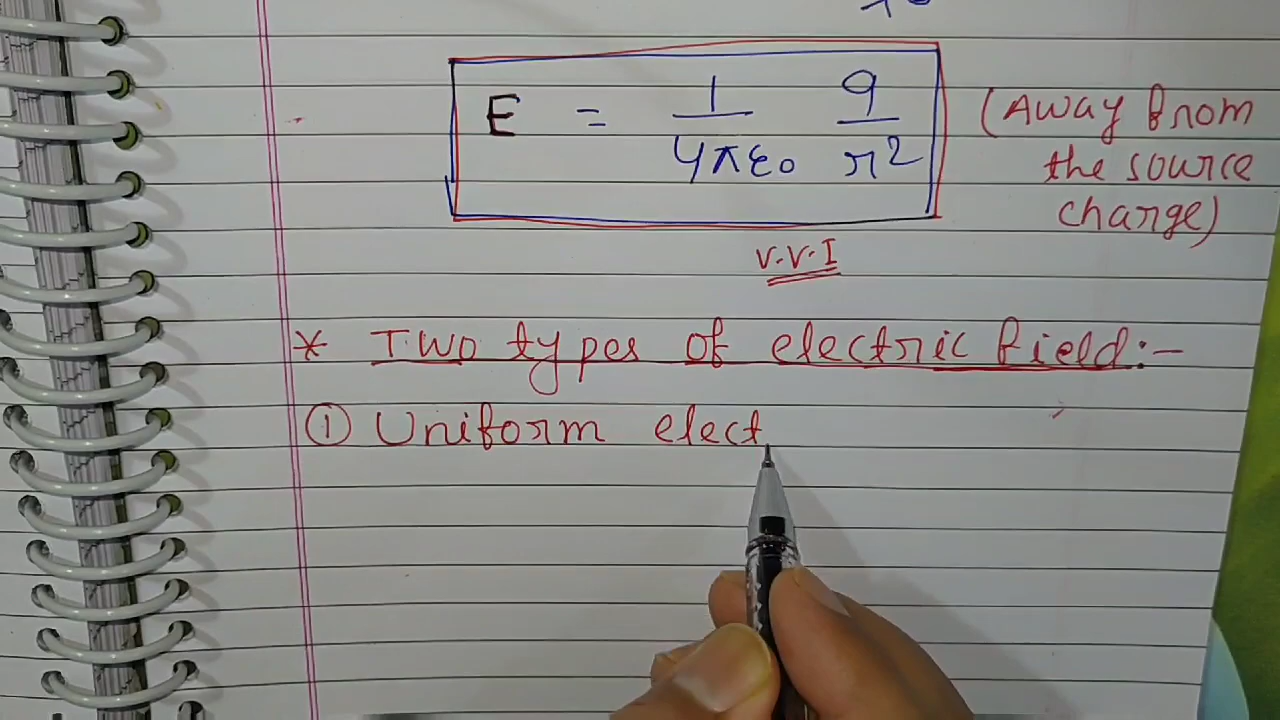 E = 1/4πε0 q/r² (Away from
the source
charge)
V.V.I
* Two types of electric field:-
① Uniform elect